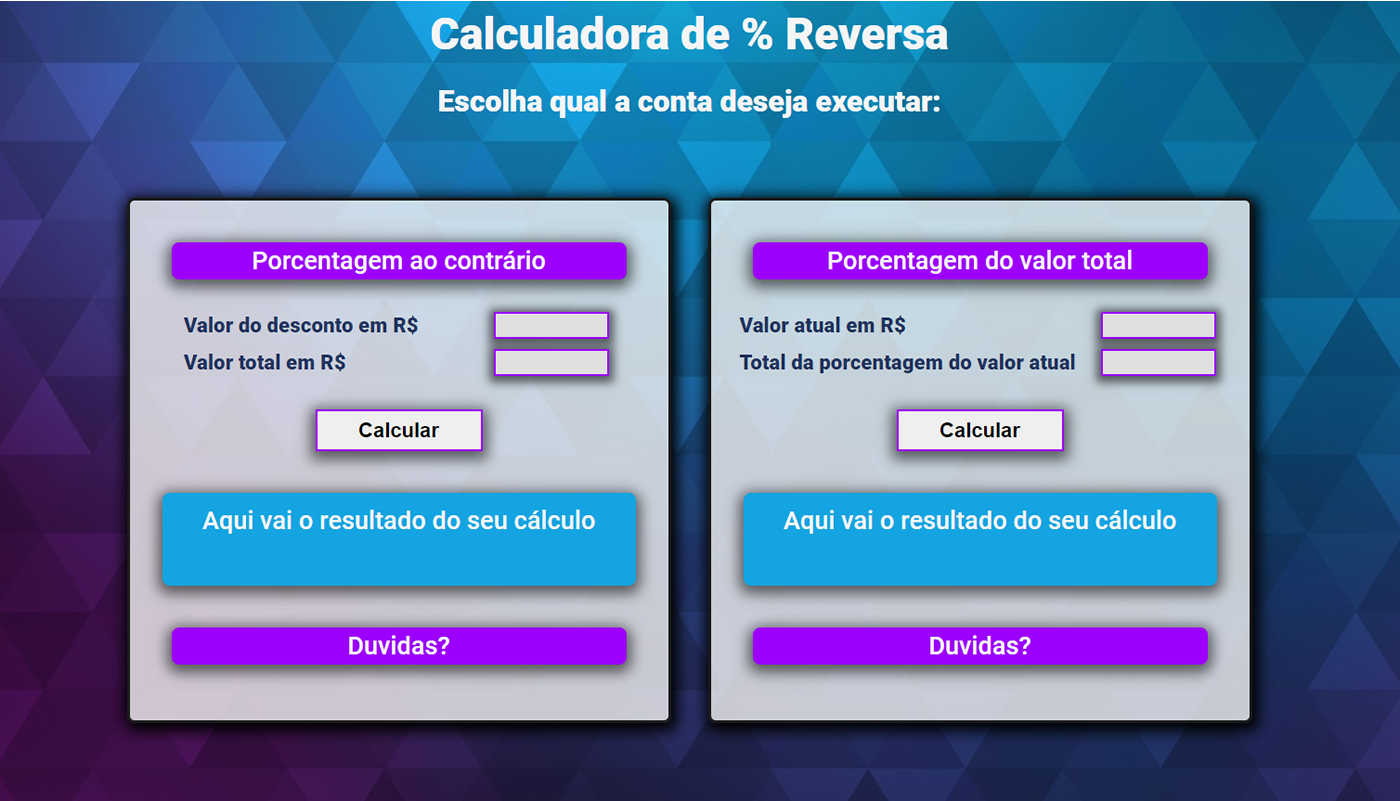 Calculadora de % Reversa
Escolha qual a conta deseja executar:
Porcentagem ao contrário
Valor do desconto em R$
Valor total em R$
Calcular
Aqui vai o resultado do seu cálculo
Duvidas?
Porcentagem do valor total
Valor atual em R$
Total da porcentagem do valor atual
Calcular
Aqui vai o resultado do seu cálculo
Duvidas?